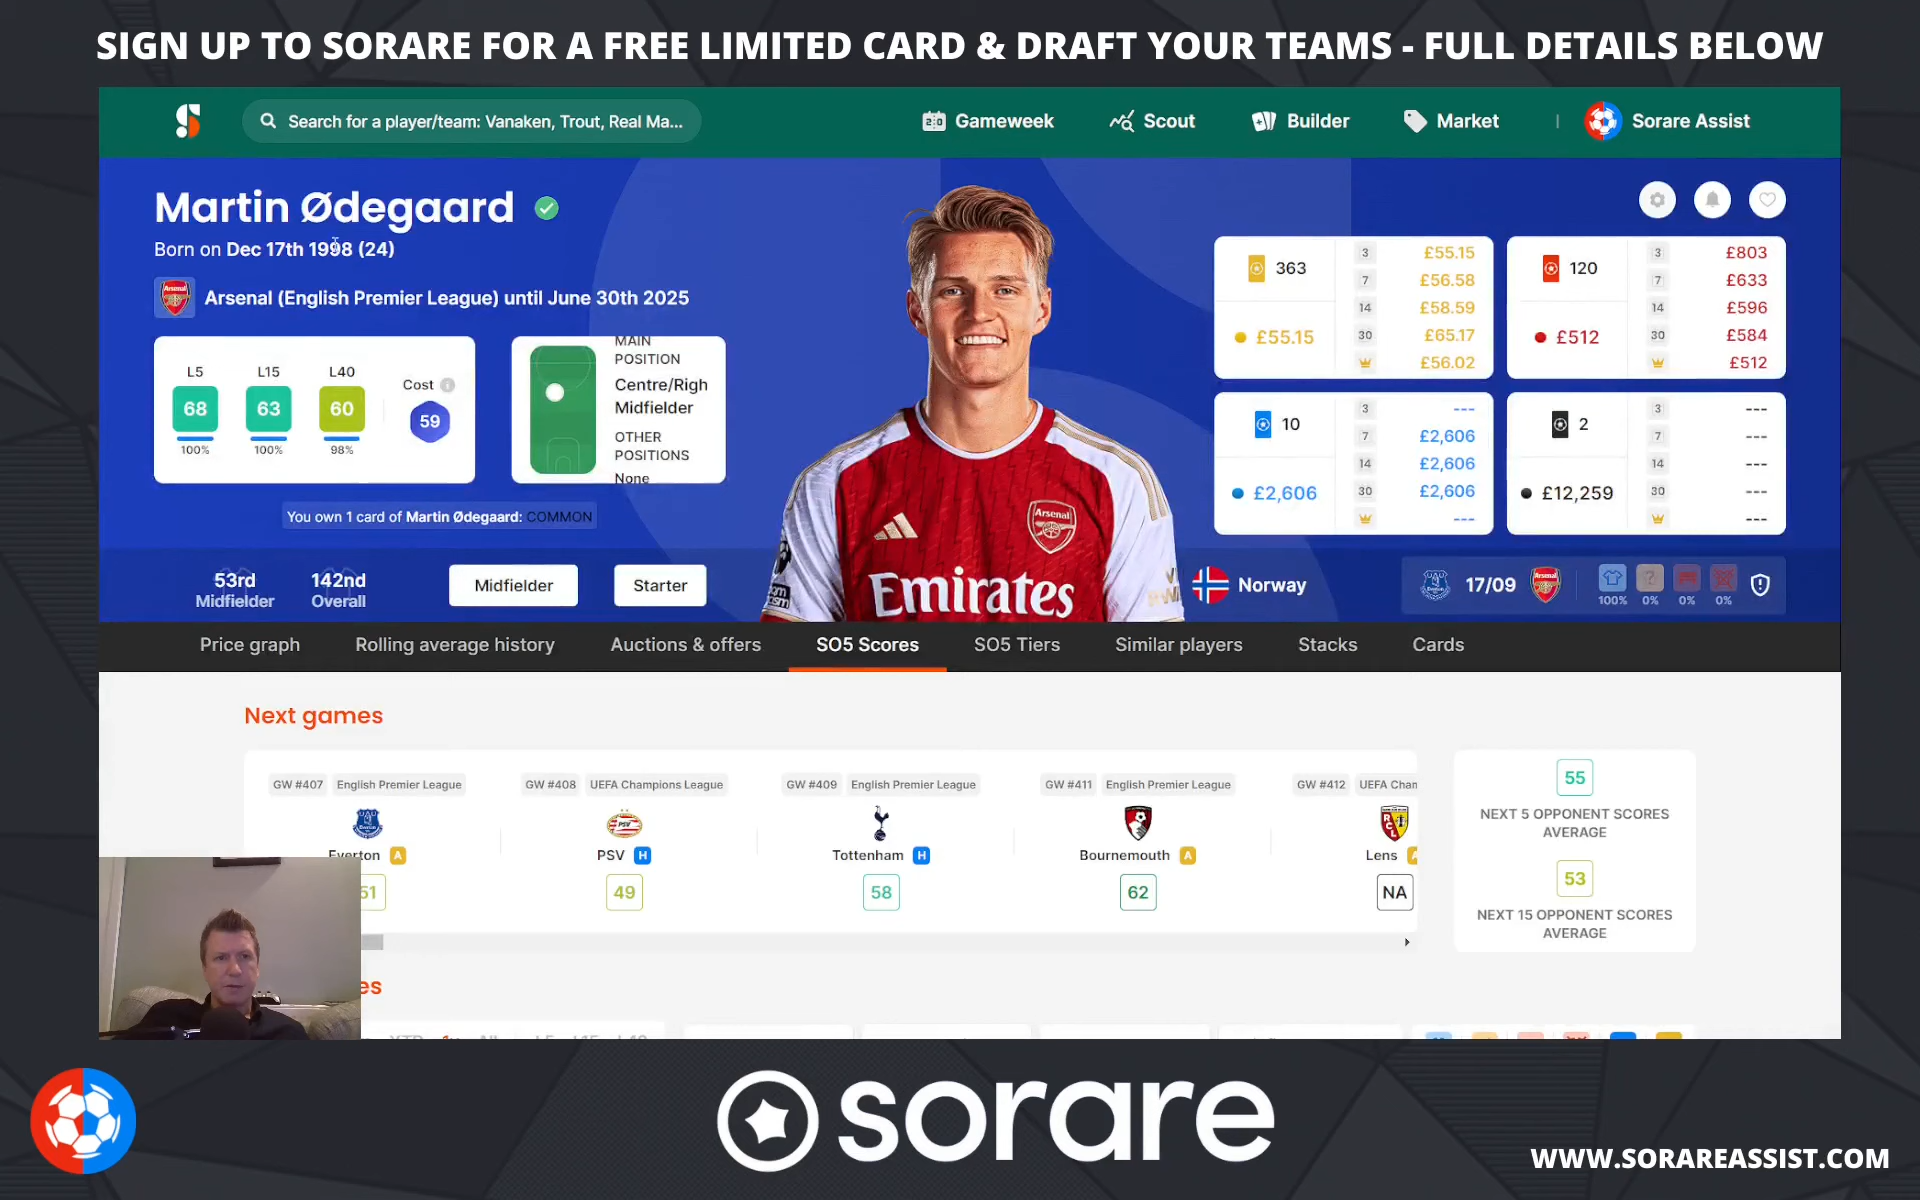 SIGN UP TO SORARE FOR A FREE LIMITED CARD & DRAFT YOUR TEAMS - FULL DETAILS BELOW
Search for a player/team: Vanaken, Trout, Real Ma...
Gameweek
Scout
Builder
Market
Sorare Assist
Martin Ødegaard
Born on Dec 17th 1998 (24)
Arsenal (English Premier League) until June 30th 2025
L5
L15
L40
Cost
68
63
60
59
100%
100%
98%
MAIN
POSITION
Centre/Righ
Midfielder
OTHER
POSITIONS
None
You own 1 card of Martin Ødegaard: COMMON
363
£55.15
3 £55.15
7 £56.58
14 £58.59
30 £65.17
£56.02
120
£512
3 £803
7 £633
14 £596
30 £584
£512
10
£2,606
3 ---
7 £2,606
14 £2,606
30 £2,606
---
2
£12,259
3 ---
7 ---
14 ---
30 ---
---
Arsenal
Emirates
53rd
Midfielder
142nd
Overall
Midfielder
Starter
Norway
17/09
100%
0%
0%
0%
Price graph
Rolling average history
Auctions & offers
SO5 Scores
SO5 Tiers
Similar players
Stacks
Cards
Next games
GW #407 English Premier League
Everton A
51
GW #408 UEFA Champions League
PSV H
49
GW #409 English Premier League
Tottenham H
58
GW #411 English Premier League
Bournemouth A
62
GW #412 UEFA Chan
Lens A
NA
55
NEXT 5 OPPONENT SCORES
AVERAGE
53
NEXT 15 OPPONENT SCORES
AVERAGE
es
sorare
WWW.SORAREASSIST.COM